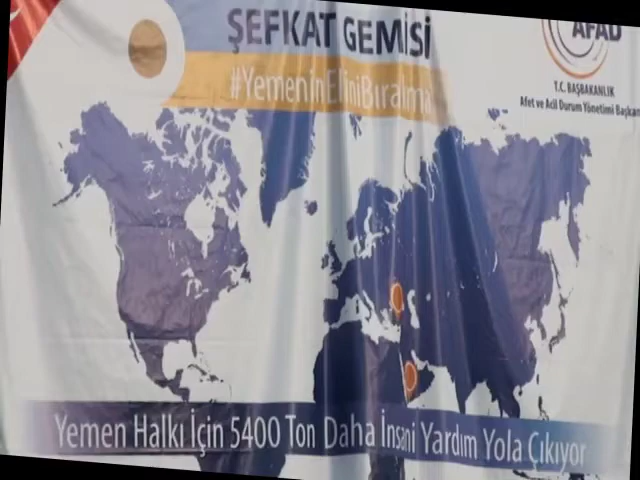 ŞEFKAT GEMİSİ
#YemeninEliniBırakma
AFAD
T.C. BAŞBAKANLIK
Afet ve Acil Durum Yönetimi Başkan
Yemen Halkı İçin 5400 Ton Daha İnsani Yardım Yola Çıkıyor